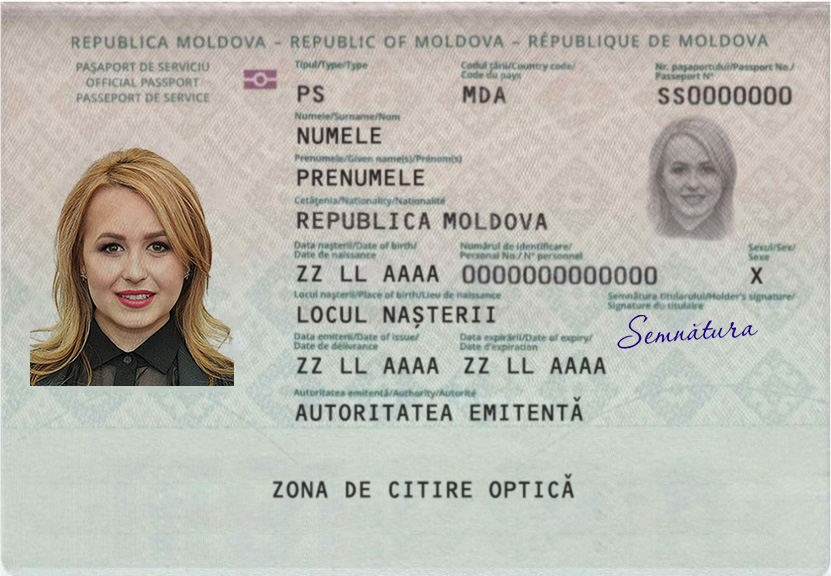 REPUBLICA MOLDOVA – REPUBLIC OF MOLDOVA – RÉPUBLIQUE DE MOLDOVA
PAŞAPORT DE SERVICIU
OFFICIAL PASSPORT
PASSEPORT DE SERVICE
Tipul/Type/Type
PS
Codul țării/Country code/
Code du pays
MDA
Nr. paşaportului/Passport No./
Passeport N°
SS0000000
Numele/Surname/Nom
NUMELE
Prenumele/Given name(s)/Prénom(s)
PRENUMELE
Cetăţenia/Nationality/Nationalité
REPUBLICA MOLDOVA
Data naşterii/Date of birth/
Date de naissance
ZZ LL AAAA
Numărul de identificare/
Personal No./ N° personnel
0000000000000
Sexul/Sex/
Sexe
X
Locul naşterii/Place of birth/Lieu de naissance
LOCUL NAȘTERII
Semnătura titularului/Holder's signature/
Signature du titulaire
Semnătura
Data emiterii/Date of issue/
Date de délivrance
ZZ LL AAAA
Data expirării/Date of expiry/
Date d'expiration
ZZ LL AAAA
Autoritatea emitentă/Authority/Autorité
AUTORITATEA EMITENTĂ
ZONA DE CITIRE OPTICĂ